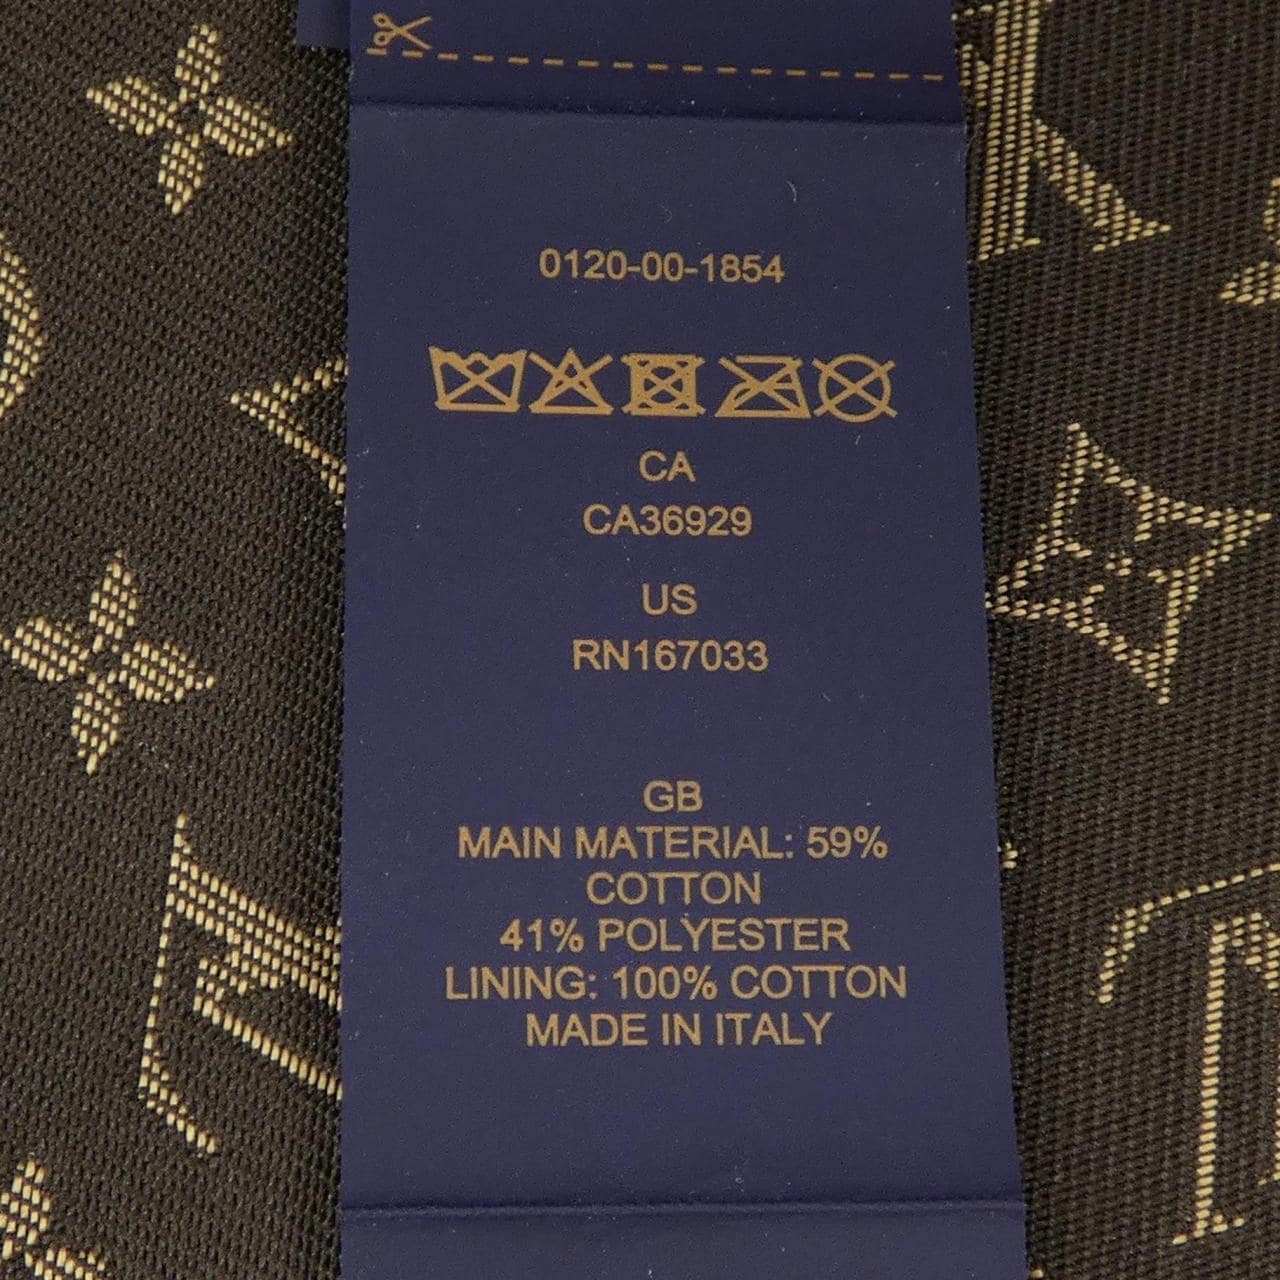 0120-00-1854
CA
CA36929
US
RN167033
GB
MAIN MATERIAL: 59%
COTTON
41% POLYESTER
LINING: 100% COTTON
MADE IN ITALY